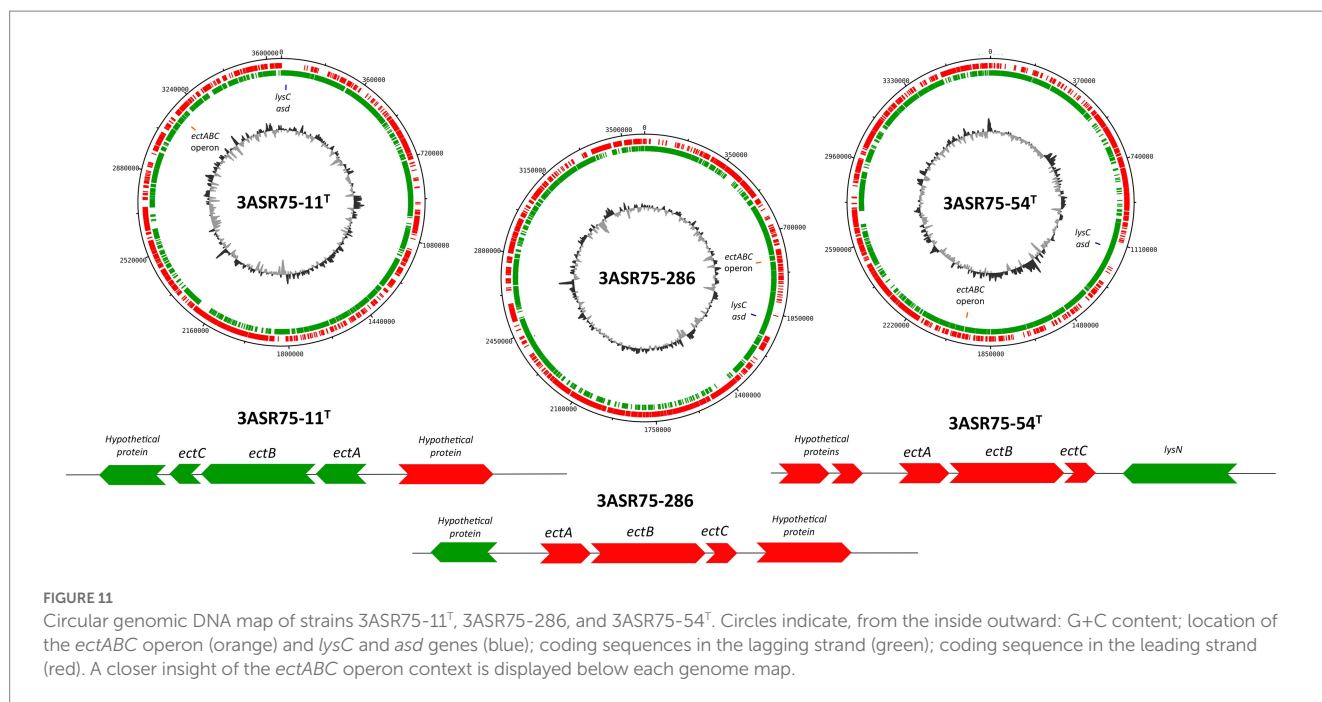 3600000
0
360000
720000
1080000
1440000
1800000
2160000
2520000
2880000
3240000
lysC
asd
ectABC
operon
3ASR75-11ᵀ
3500000
0
350000
700000
1050000
1400000
1750000
2100000
2450000
2800000
3150000
ectABC
operon
lysC
asd
3ASR75-286
0
370000
740000
1110000
1480000
1850000
2220000
2590000
2960000
3330000
lysC
asd
ectABC
operon
3ASR75-54ᵀ
3ASR75-11ᵀ
Hypothetical
protein
ectC
ectB
ectA
Hypothetical
protein
3ASR75-54ᵀ
Hypothetical
proteins
ectA
ectB
ectC
lysN
3ASR75-286
Hypothetical
protein
ectA
ectB
ectC
Hypothetical
protein
FIGURE 11
Circular genomic DNA map of strains 3ASR75-11ᵀ, 3ASR75-286, and 3ASR75-54ᵀ. Circles indicate, from the inside outward: G+C content; location of
the ectABC operon (orange) and lysC and asd genes (blue); coding sequences in the lagging strand (green); coding sequence in the leading strand
(red). A closer insight of the ectABC operon context is displayed below each genome map.